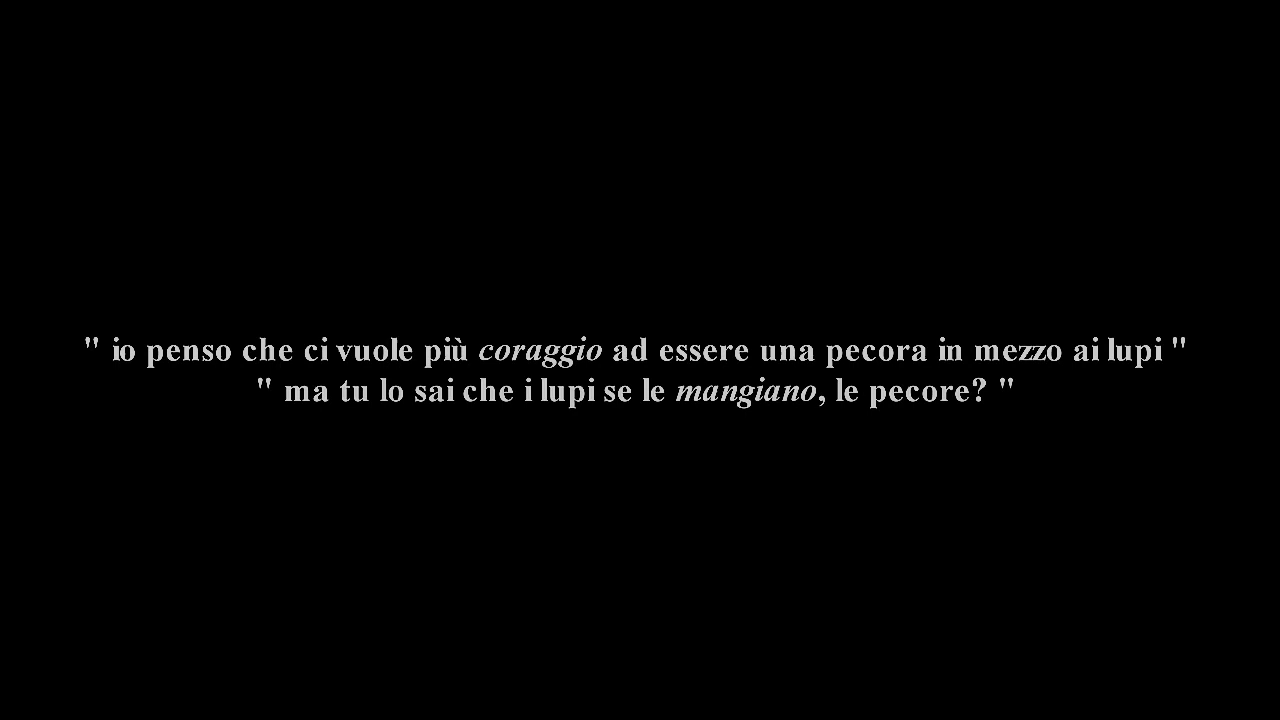 " io penso che ci vuole più coraggio ad essere una pecora in mezzo ai lupi "
" ma tu lo sai che i lupi se le mangiano, le pecore? "